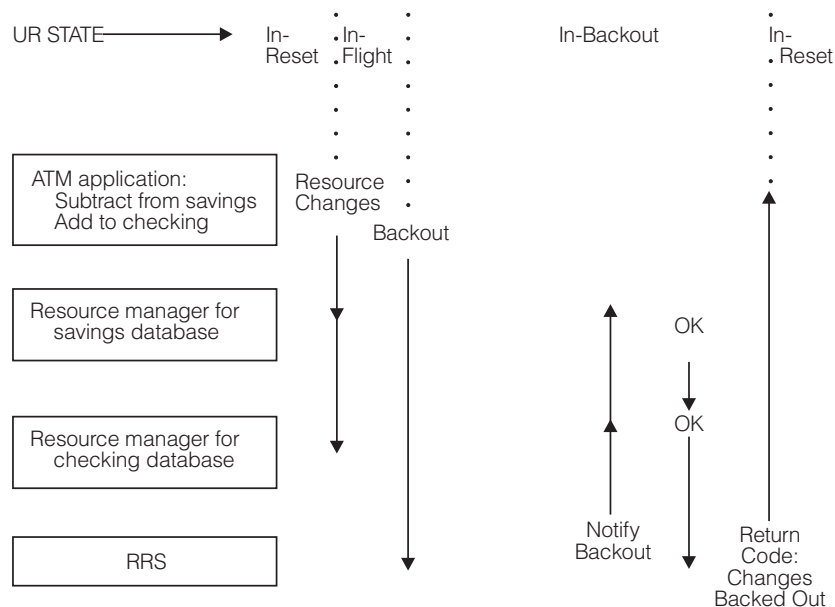 UR STATE
In-
Reset
In-
Flight
In-Backout
In-
Reset
ATM application:
Subtract from savings
Add to checking
Resource
Changes
Backout
Resource manager for
savings database
OK
Resource manager for
checking database
OK
RRS
Notify
Backout
Return
Code:
Changes
Backed Out